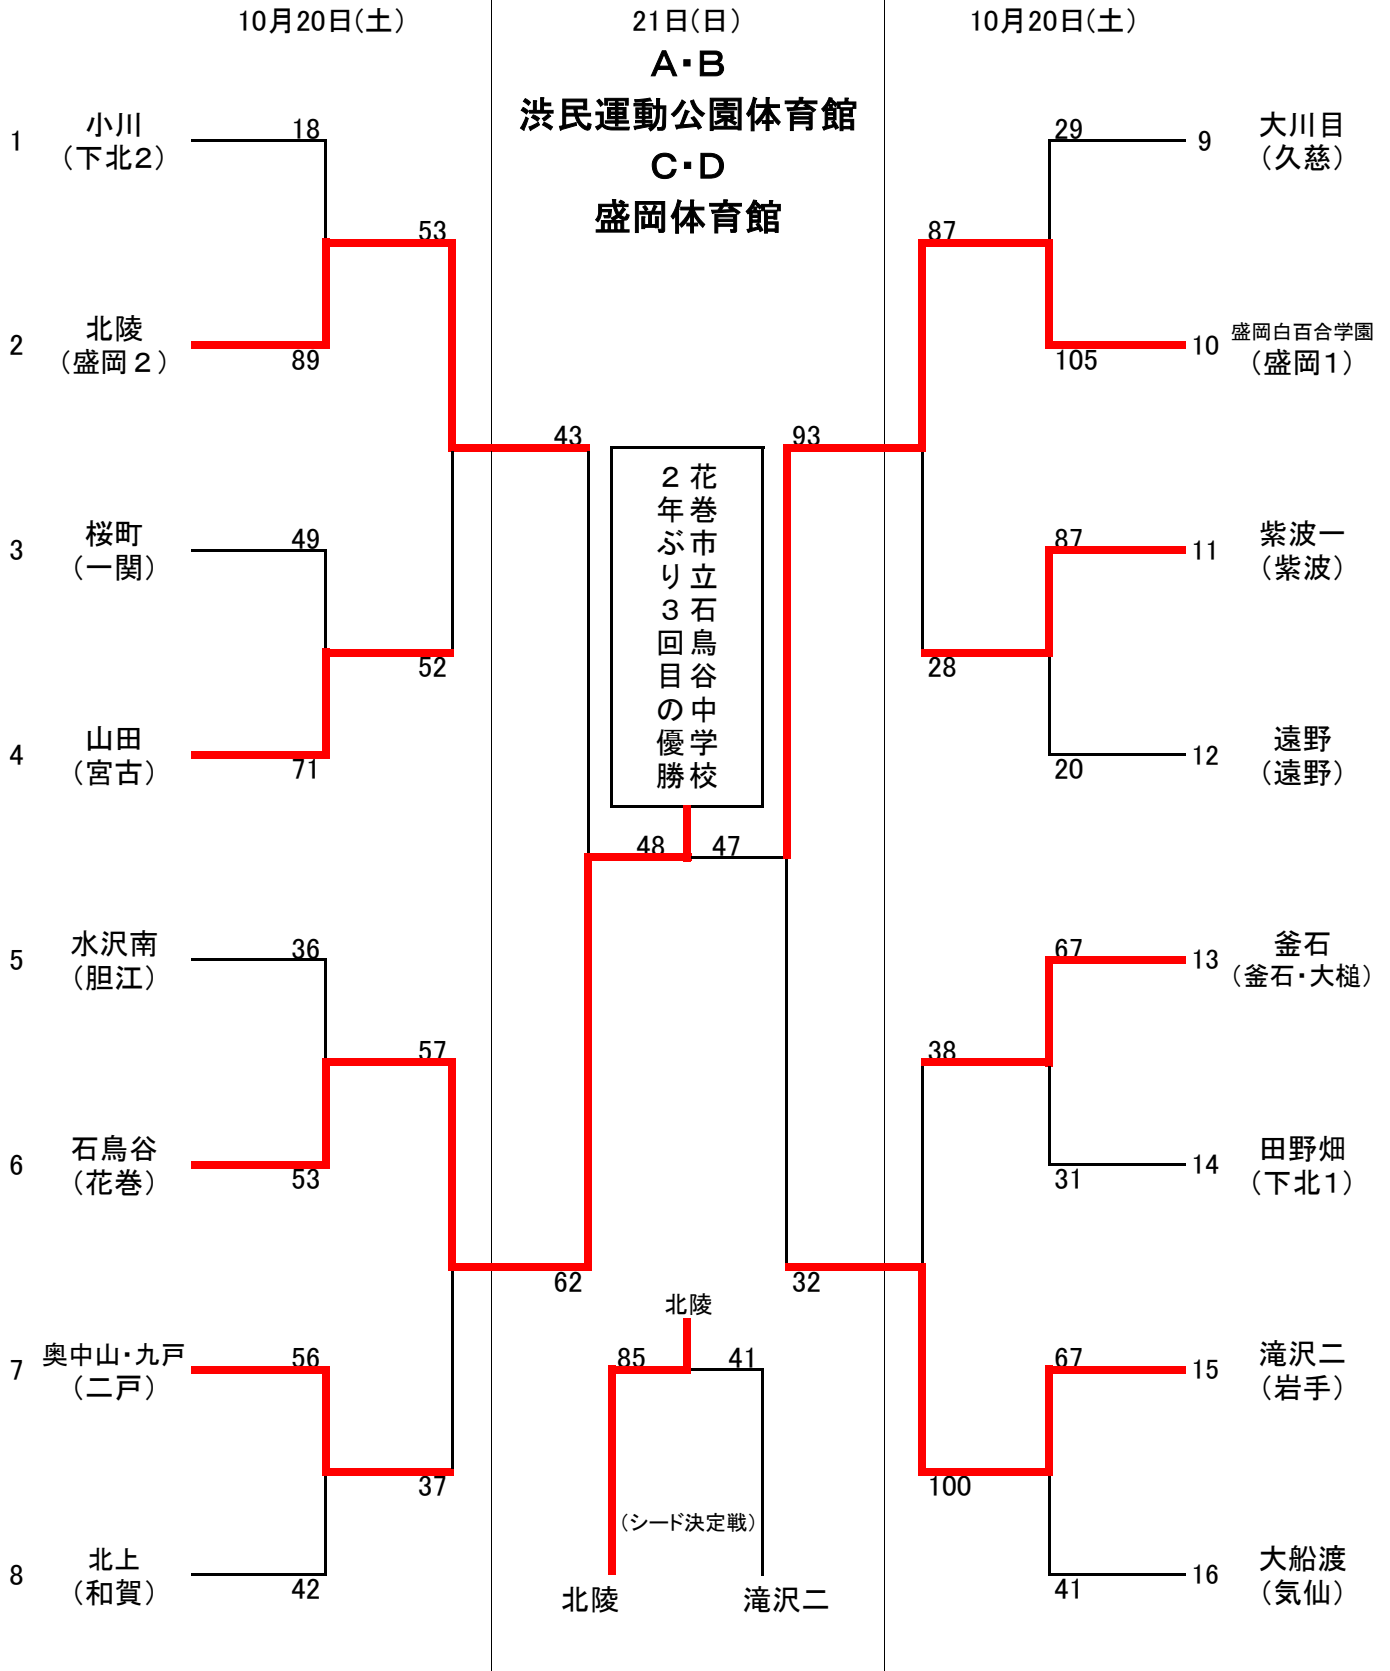 10月20日(土)
21日(日)
10月20日(土)
A・B
渋民運動公園体育館
C・D
盛岡体育館
1
小川
(下北2)
18
53
2
北陵
(盛岡2)
89
43
3
桜町
(一関)
49
52
4
山田
(宮古)
71
5
水沢南
(胆江)
36
57
6
石鳥谷
(花巻)
53
62
7
奥中山・九戸
(二戸)
56
37
8
北上
(和賀)
42
花巻市立石鳥谷中学校
2年ぶり3回目の優勝
48
47
北陵
85
41
(シード決定戦)
北陵
滝沢二
29
9
大川目
(久慈)
87
105
10
盛岡白百合学園
(盛岡1)
93
87
11
紫波一
(紫波)
28
20
12
遠野
(遠野)
67
13
釜石
(釜石・大槌)
38
31
14
田野畑
(下北1)
32
67
15
滝沢二
(岩手)
100
41
16
大船渡
(気仙)